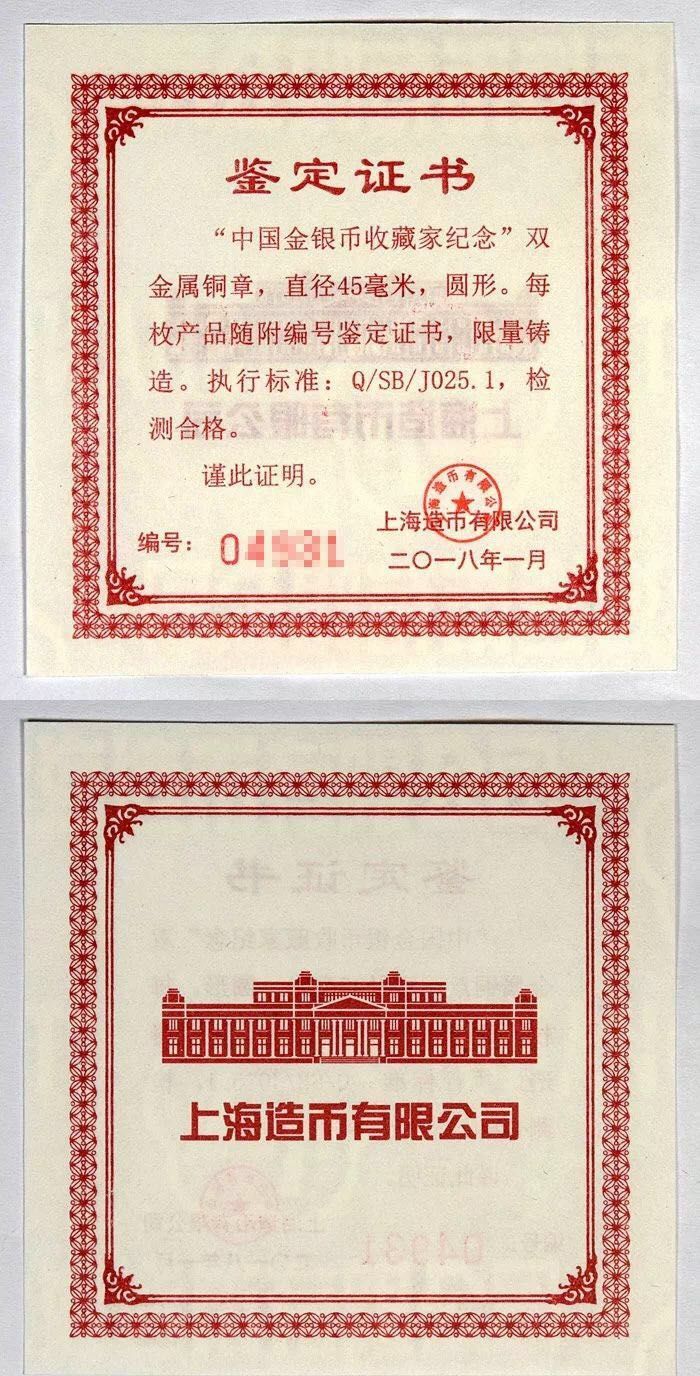 鉴定证书
“中国金银币收藏家纪念”双
金属铜章，直径45毫米，圆形。每
枚产品随附编号鉴定证书，限量铸
造。执行标准：Q/SB/J025.1，检
测合格。
谨此证明。
上海造币有限公司
编号：
二〇一八年一月
上海造币有限公司